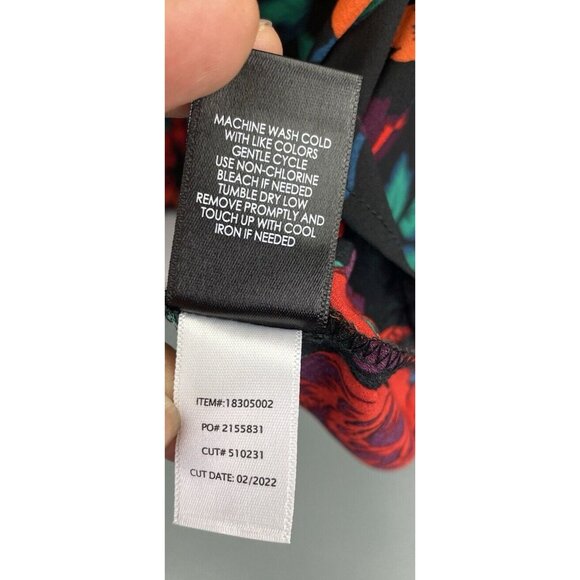 MACHINE WASH COLD
WITH LIKE COLORS
GENTLE CYCLE
USE NON-CHLORINE
BLEACH IF NEEDED
TUMBLE DRY LOW
REMOVE PROMPTLY AND
TOUCH UP WITH COOL
IRON IF NEEDED
ITEM#:18305002
PO# 2155831
CUT# 510231
CUT DATE: 02/2022